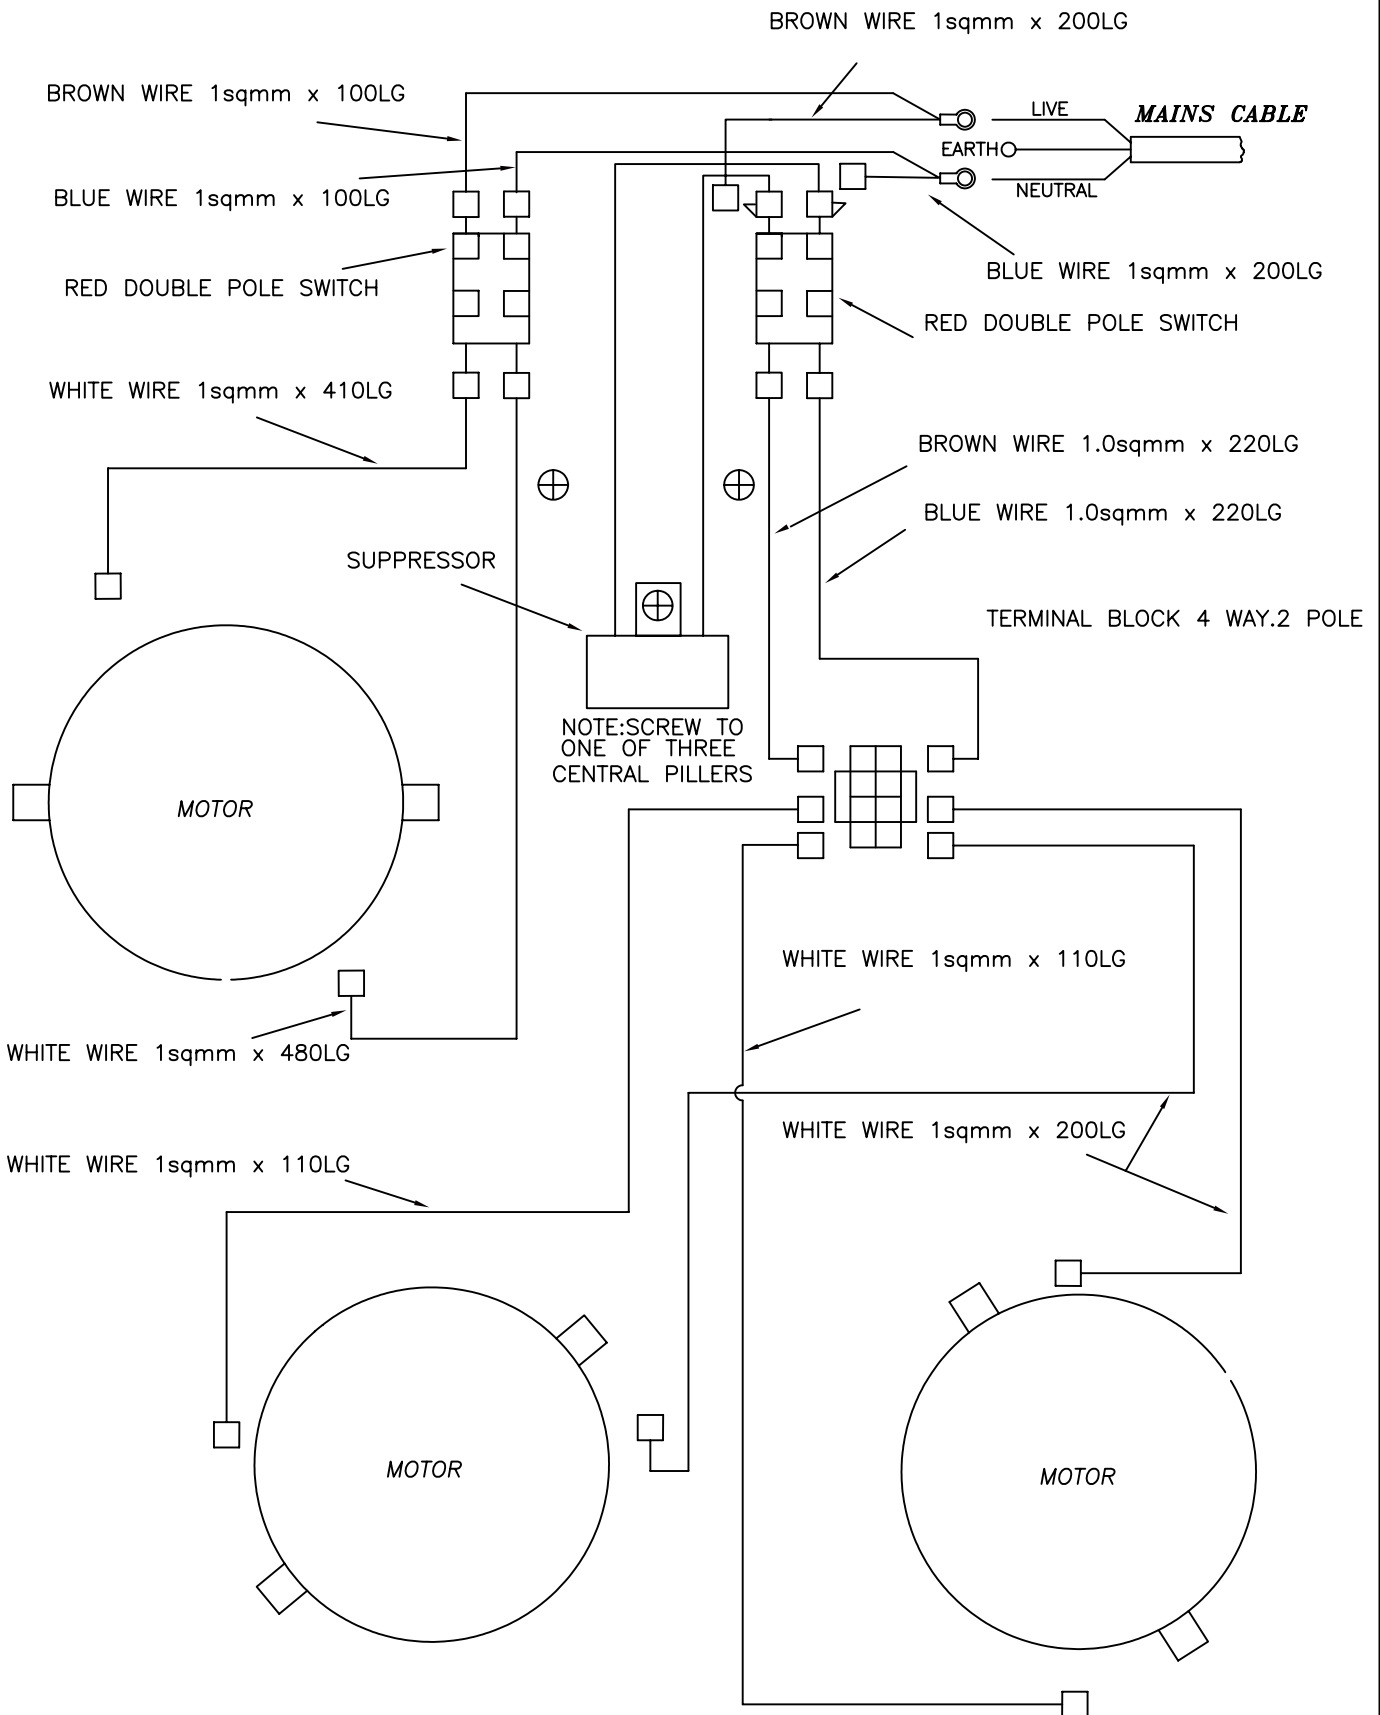 BROWN WIRE 1sqmm x 200LG
BROWN WIRE 1sqmm x 100LG
LIVE
MAINS CABLE
EARTH
BLUE WIRE 1sqmm x 100LG
NEUTRAL
BLUE WIRE 1sqmm x 200LG
RED DOUBLE POLE SWITCH
RED DOUBLE POLE SWITCH
WHITE WIRE 1sqmm x 410LG
BROWN WIRE 1.0sqmm x 220LG
BLUE WIRE 1.0sqmm x 220LG
SUPPRESSOR
TERMINAL BLOCK 4 WAY.2 POLE
NOTE:SCREW TO
ONE OF THREE
CENTRAL PILLERS
MOTOR
WHITE WIRE 1sqmm x 110LG
WHITE WIRE 1sqmm x 480LG
WHITE WIRE 1sqmm x 200LG
WHITE WIRE 1sqmm x 110LG
MOTOR
MOTOR